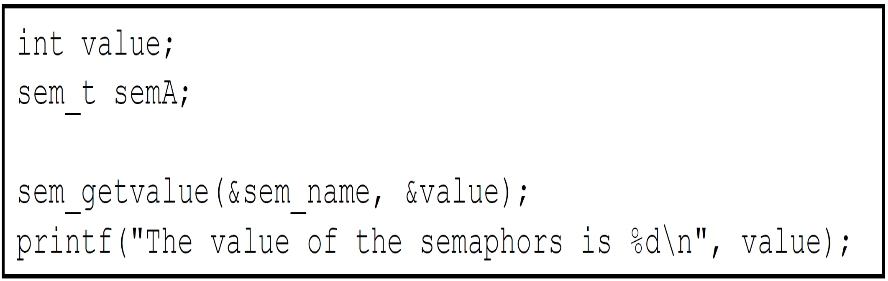 int value;
sem_t semA;
sem_getvalue(&sem_name, &value);
printf("The value of the semaphors is %d\n", value);